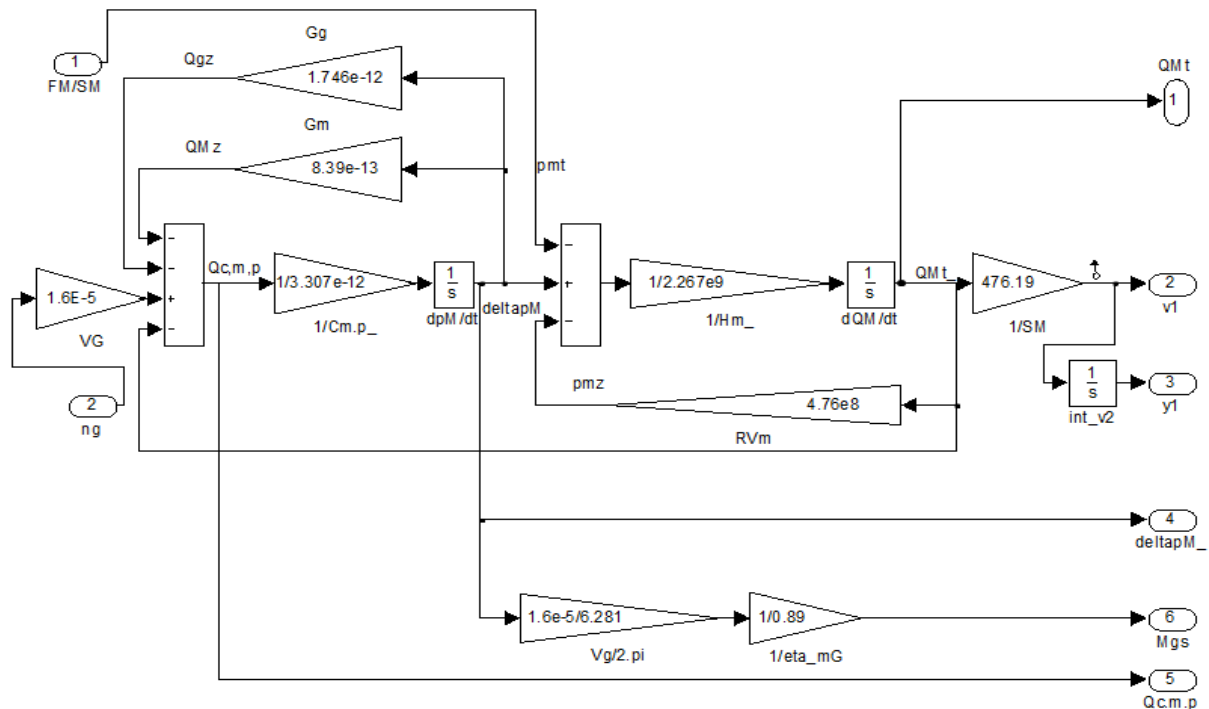 Gg
Qgz
1
FM/SM
1.746e-12
QMt
1
Gm
QMz
8.39e-13
pmt
−
−
+
−
Qc,m,p
1.6E-5
VG
1/3.307e-12
1/Cm.p_
1
s
dpM/dt
deltapM
−
+
−
1/2.267e9
1/Hm_
1
s
dQM/dt
QMt_
476.19
1/SM
2
v1
1
s
int_v2
3
y1
2
ng
pmz
4.76e8
RVm
4
deltapM_
1.6e-5/6.281
Vg/2.pi
1/0.89
1/eta_mG
6
Mgs
5
Qc.m.p